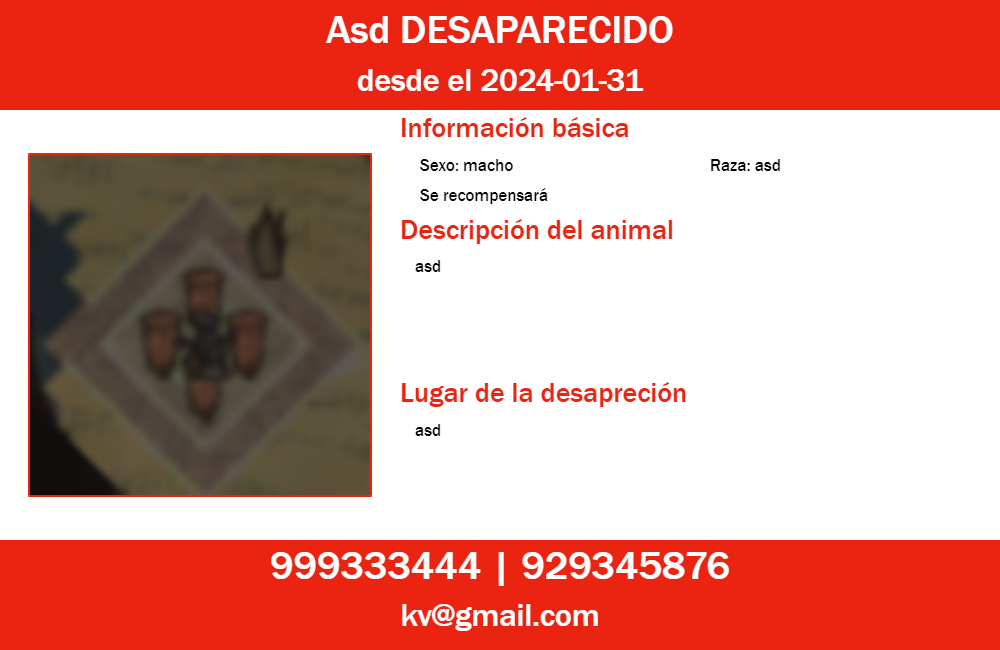 Asd DESAPARECIDO
desde el 2024-01-31
Información básica
Sexo: macho
Raza: asd
Se recompensará
Descripción del animal
asd
Lugar de la desapreción
asd
999333444 | 929345876
kv@gmail.com